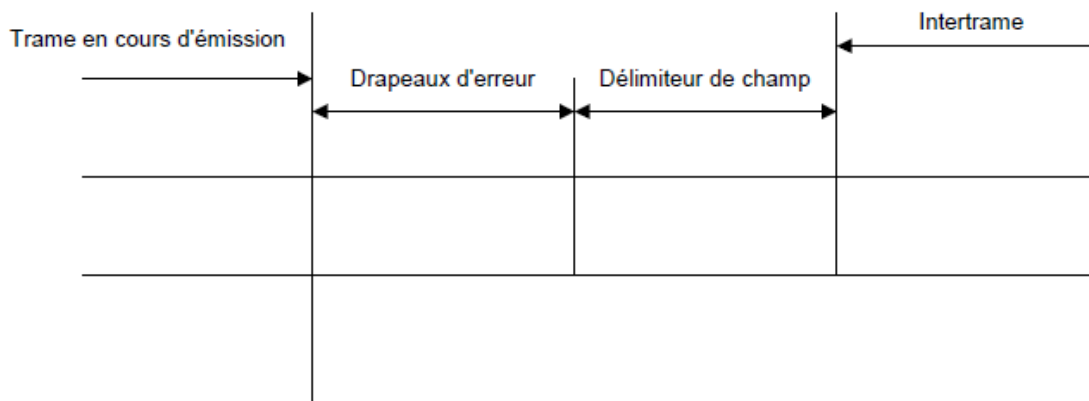 Intertrame
Trame en cours d'émission
Drapeaux d'erreur
Délimiteur de champ